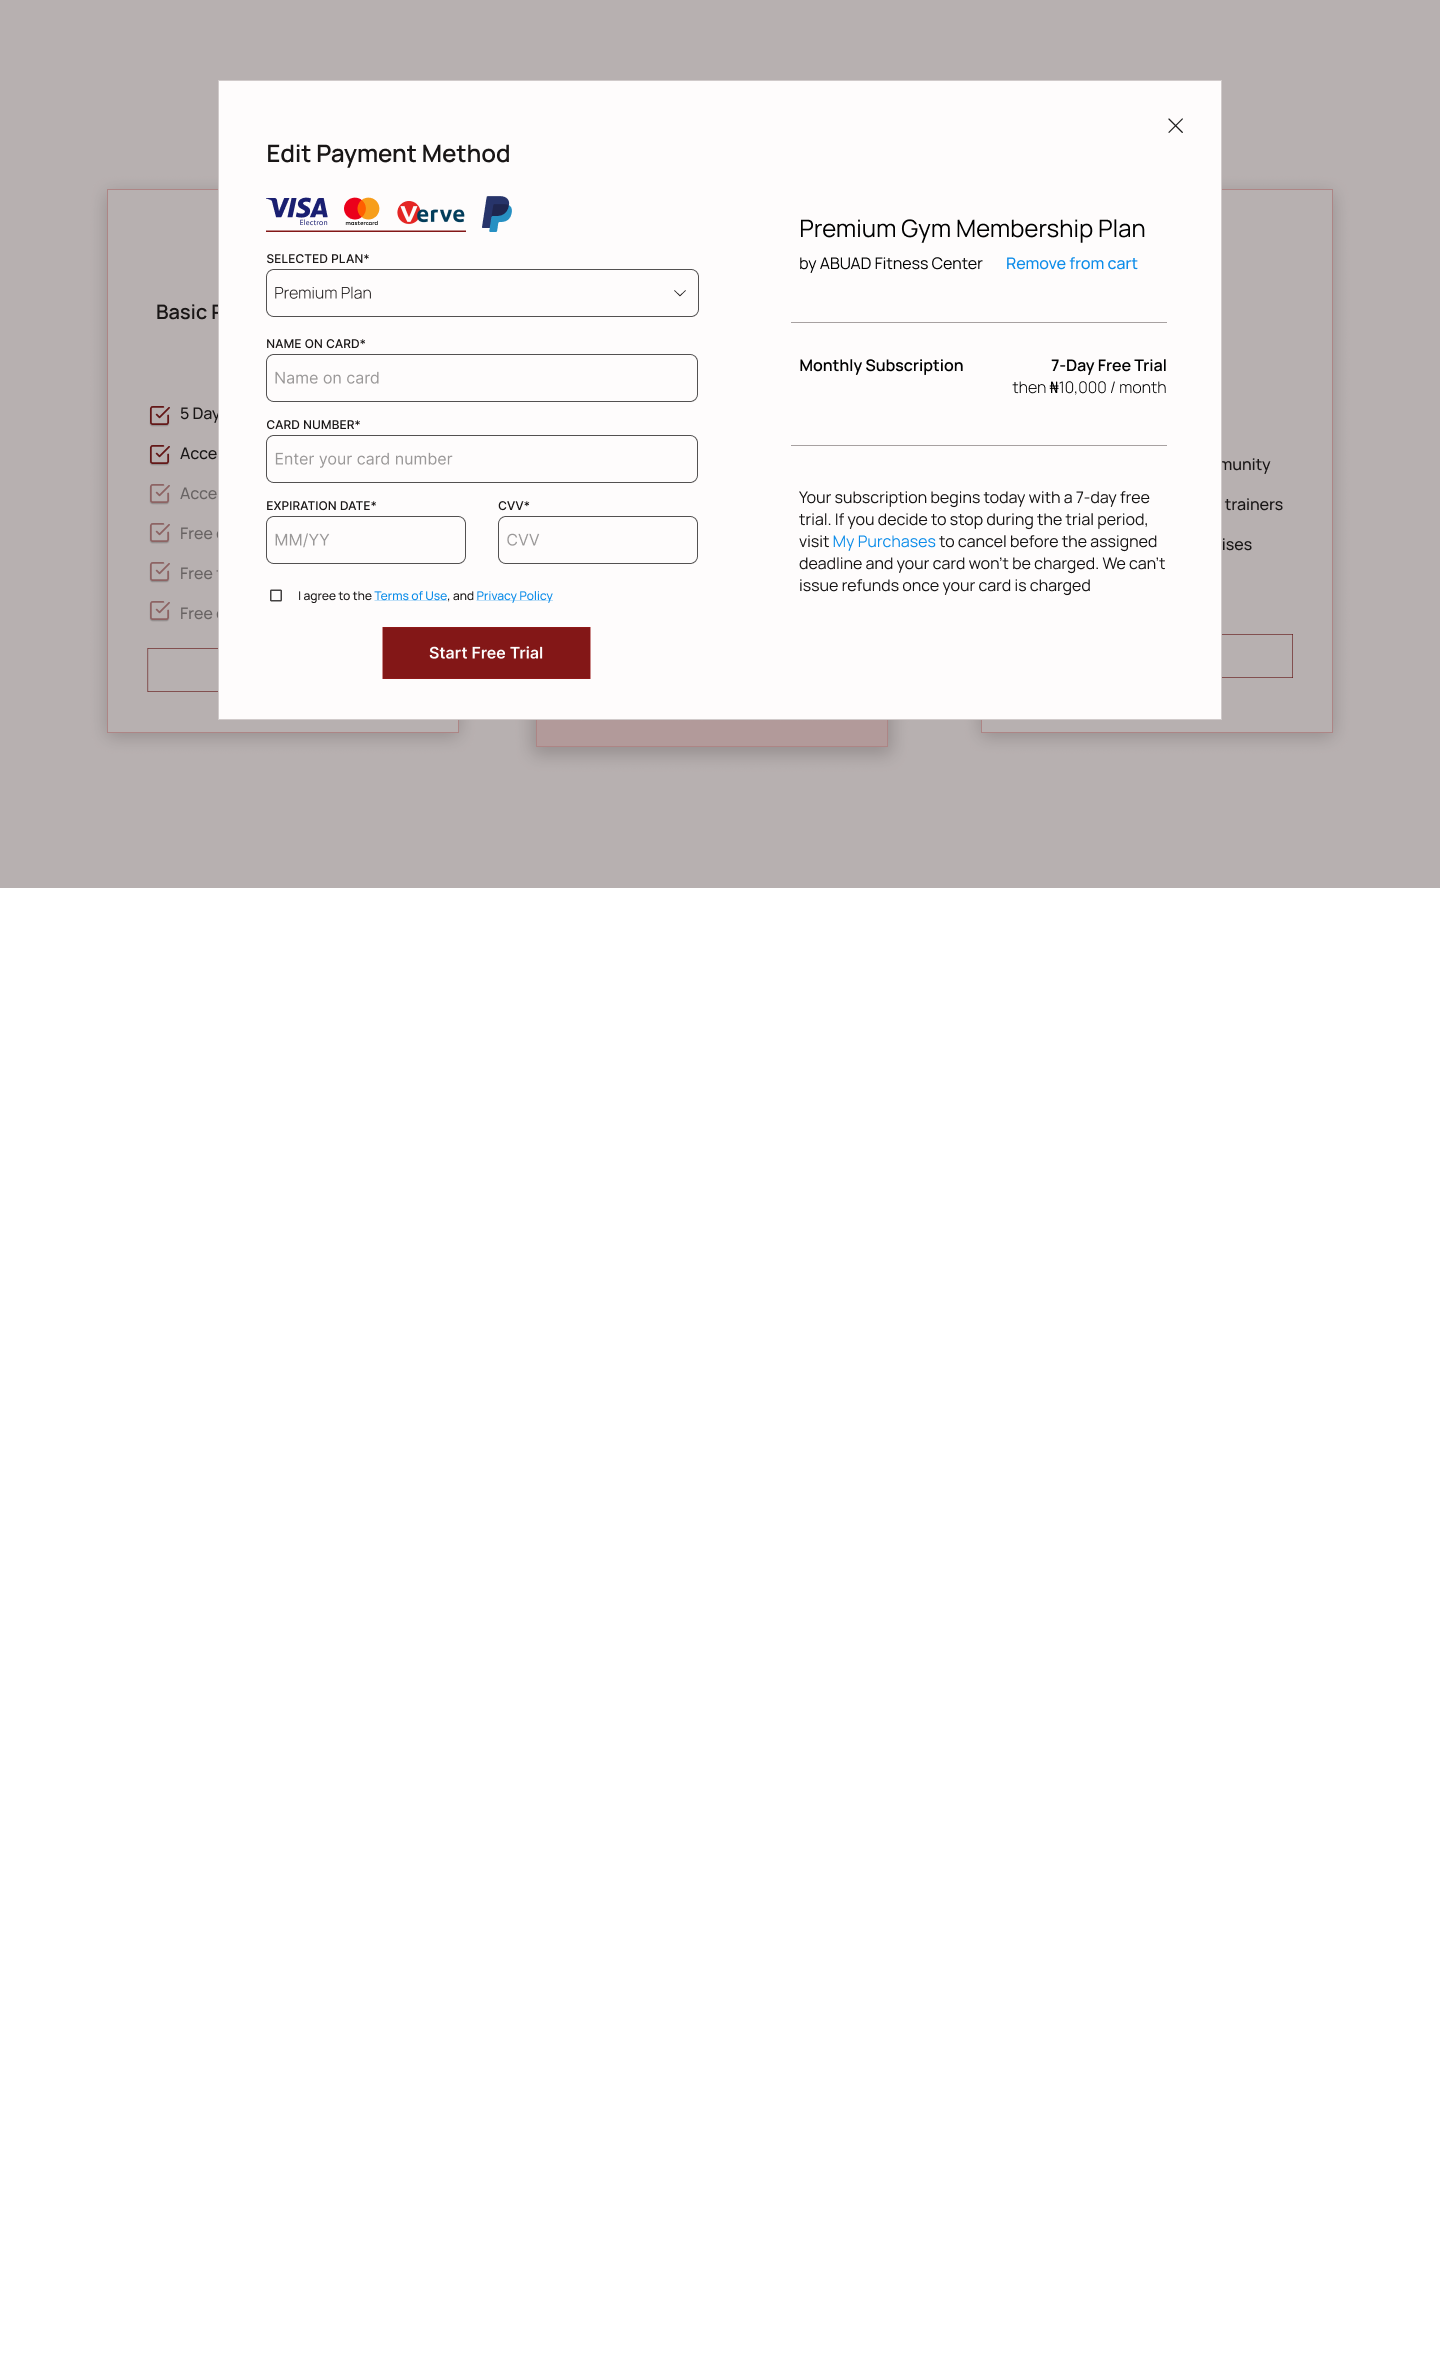 Edit Payment Method
VISA
Electron
mastercard
Verve
SELECTED PLAN*
Premium Plan
NAME ON CARD*
Name on card
CARD NUMBER*
Enter your card number
EXPIRATION DATE* CVV*
MM/YY CVV
I agree to the Terms of Use, and Privacy Policy
Start Free Trial
Premium Gym Membership Plan
by ABUAD Fitness Center Remove from cart
Monthly Subscription 7-Day Free Trial
then ₦10,000 / month
Your subscription begins today with a 7-day free
trial. If you decide to stop during the trial period,
visit My Purchases to cancel before the assigned
deadline and your card won't be charged. We can't
issue refunds once your card is charged
Basic
5 Day
Free
Free
Free
trainers